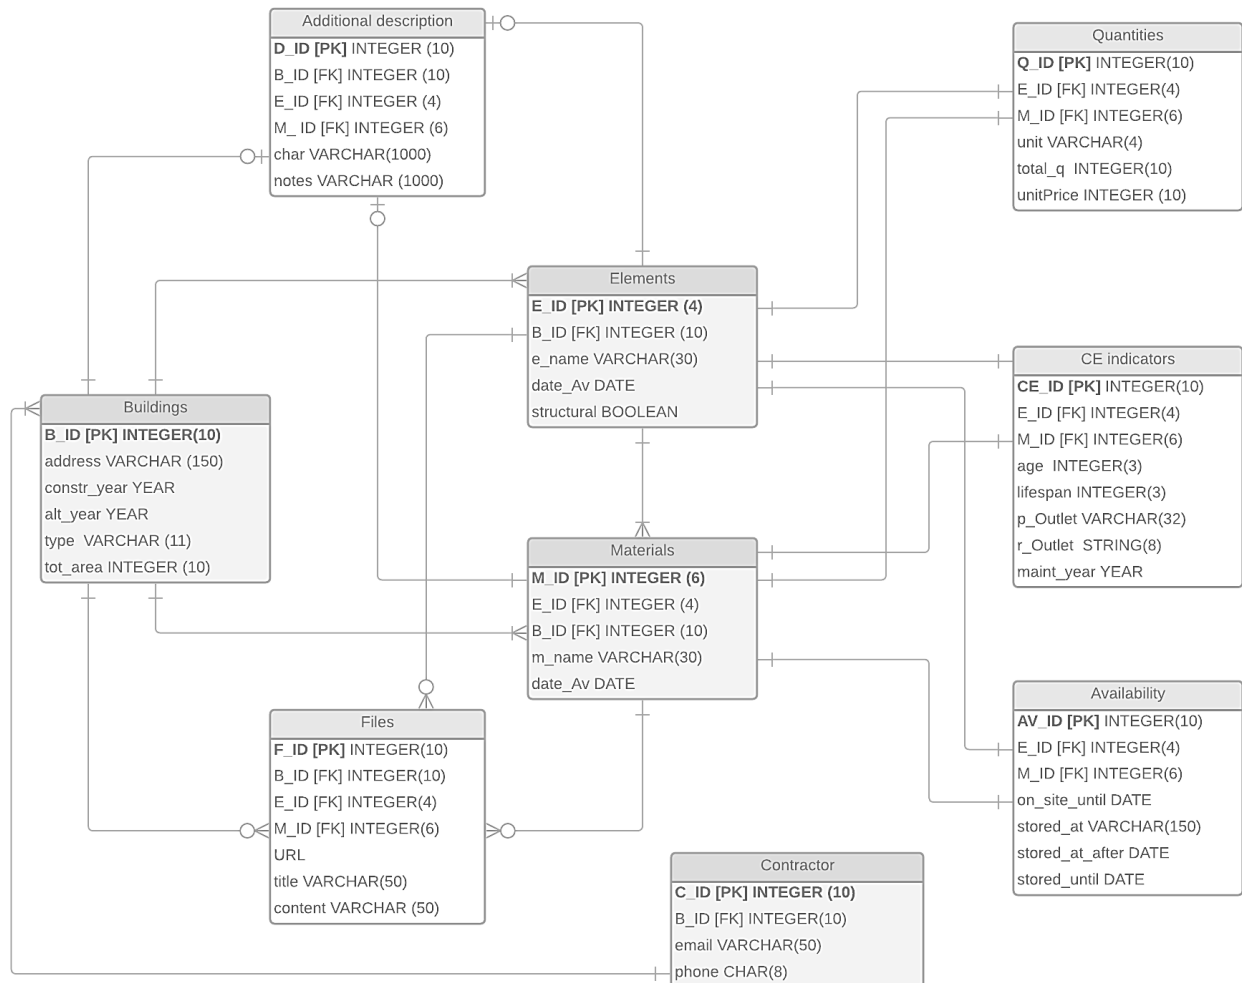 Additional description
D_ID [PK] INTEGER (10)
B_ID [FK] INTEGER (10)
E_ID [FK] INTEGER (4)
M_ ID [FK] INTEGER (6)
char VARCHAR(1000)
notes VARCHAR (1000)
Quantities
Q_ID [PK] INTEGER(10)
E_ID [FK] INTEGER(4)
M_ID [FK] INTEGER(6)
unit VARCHAR(4)
total_q  INTEGER(10)
unitPrice INTEGER (10)
Elements
E_ID [PK] INTEGER (4)
B_ID [FK] INTEGER (10)
e_name VARCHAR(30)
date_Av DATE
structural BOOLEAN
CE indicators
CE_ID [PK] INTEGER(10)
E_ID [FK] INTEGER(4)
M_ID [FK] INTEGER(6)
age  INTEGER(3)
lifespan INTEGER(3)
p_Outlet VARCHAR(32)
r_Outlet  STRING(8)
maint_year YEAR
Buildings
B_ID [PK] INTEGER(10)
address VARCHAR (150)
constr_year YEAR
alt_year YEAR
type  VARCHAR (11)
tot_area INTEGER (10)
Materials
M_ID [PK] INTEGER (6)
E_ID [FK] INTEGER (4)
B_ID [FK] INTEGER (10)
m_name VARCHAR(30)
date_Av DATE
Files
F_ID [PK] INTEGER(10)
B_ID [FK] INTEGER(10)
E_ID [FK] INTEGER(4)
M_ID [FK] INTEGER(6)
URL
title VARCHAR(50)
content VARCHAR (50)
Availability
AV_ID [PK] INTEGER(10)
E_ID [FK] INTEGER(4)
M_ID [FK] INTEGER(6)
on_site_until DATE
stored_at VARCHAR(150)
stored_at_after DATE
stored_until DATE
Contractor
C_ID [PK] INTEGER (10)
B_ID [FK] INTEGER(10)
email VARCHAR(50)
phone CHAR(8)